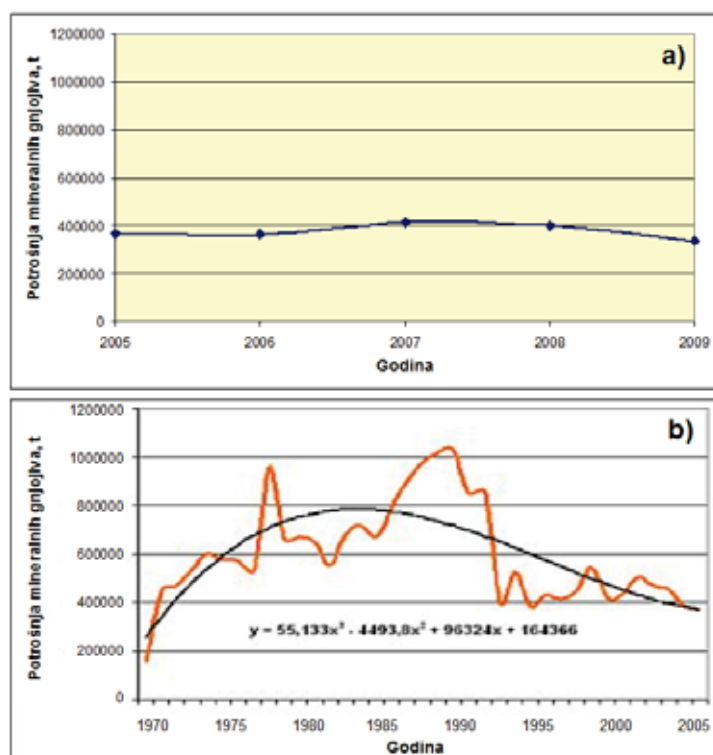 a)
Potrošnja mineralnih gnjojiva, t
1200000
1000000
800000
600000
400000
200000
0
2005 2006 2007 2008 2009
Godina
b)
Potrošnja mineralnih gnjojiva, t
1200000
1000000
800000
600000
400000
200000
0
y = 55,133x³ - 4493,8x² + 96324x + 164366
1970 1975 1980 1985 1990 1995 2000 2005
Godina